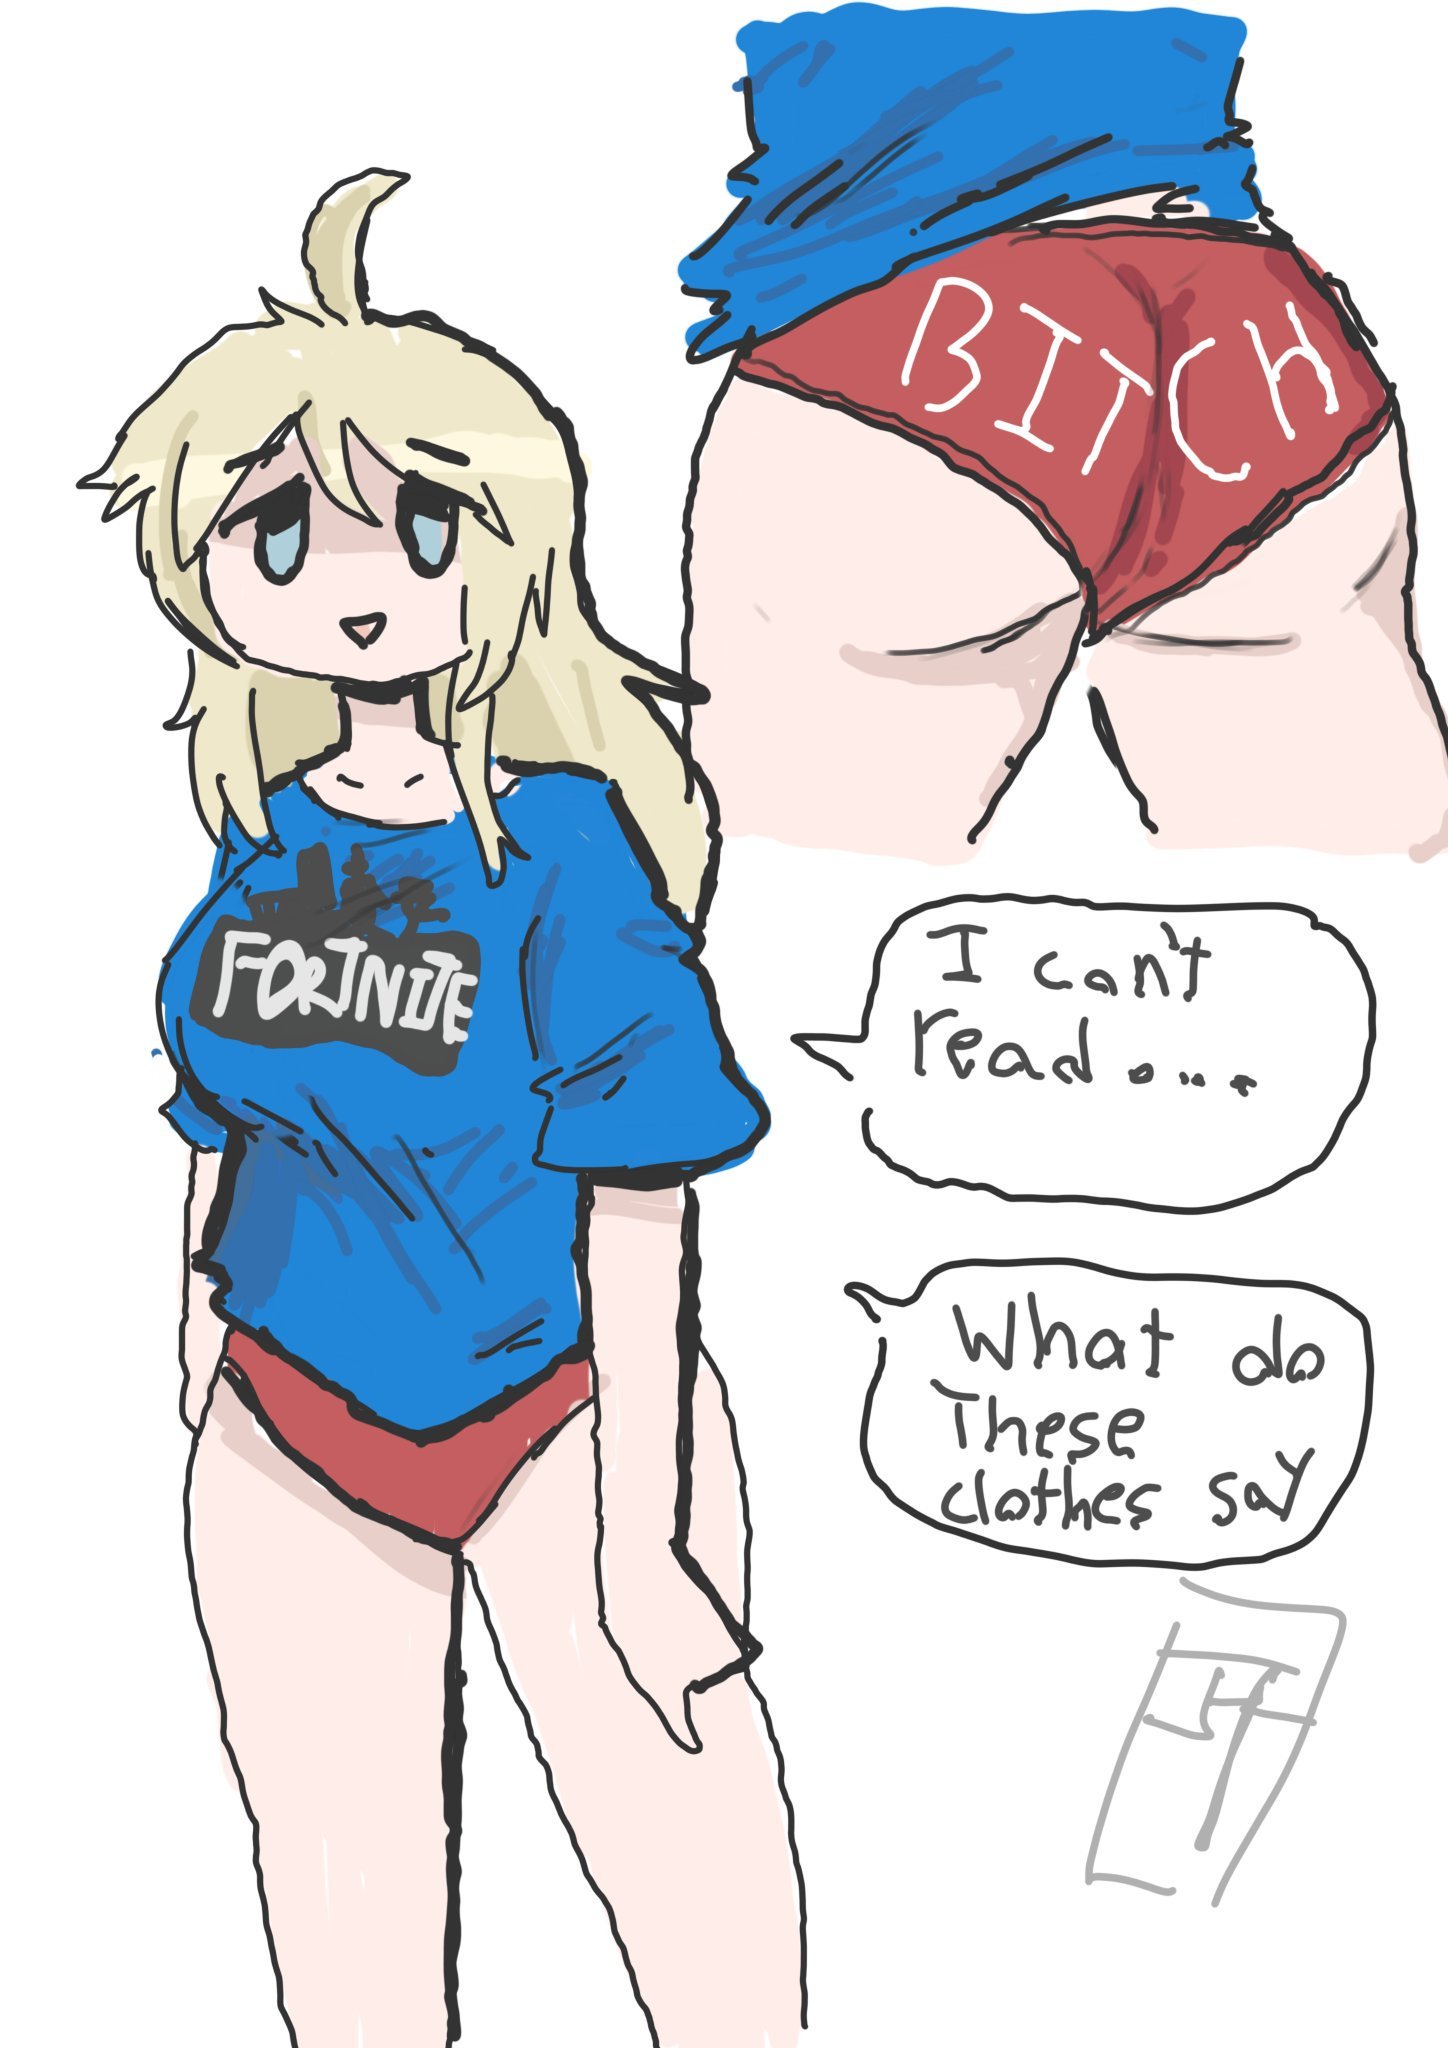 BITCH
FORTNITE
I can't
read....
What do
These
clothes say